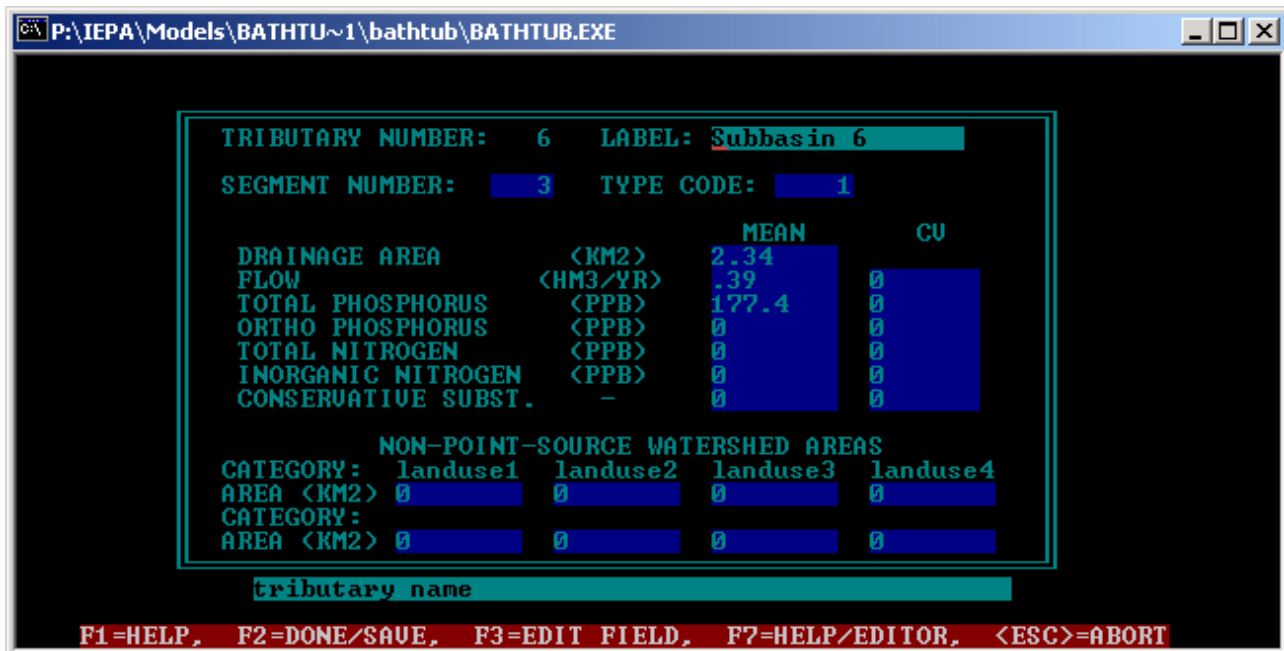 P:\IEPA\Models\BATHTU~1\bathtub\BATHTUB.EXE
TRIBUTARY NUMBER: 6 LABEL: Subbasin 6
SEGMENT NUMBER: 3 TYPE CODE: 1
MEAN CV
DRAINAGE AREA (KM2) 2.34
FLOW (HM3/YR) .39 0
TOTAL PHOSPHORUS (PPB) 177.4 0
ORTHO PHOSPHORUS (PPB) 0 0
TOTAL NITROGEN (PPB) 0 0
INORGANIC NITROGEN (PPB) 0 0
CONSERVATIVE SUBST. - 0 0
NON-POINT-SOURCE WATERSHED AREAS
CATEGORY: landuse1 landuse2 landuse3 landuse4
AREA (KM2) 0 0 0 0
CATEGORY:
AREA (KM2) 0 0 0 0
tributary name
F1=HELP, F2=DONE/SAVE, F3=EDIT FIELD, F7=HELP/EDITOR, <ESC>=ABORT